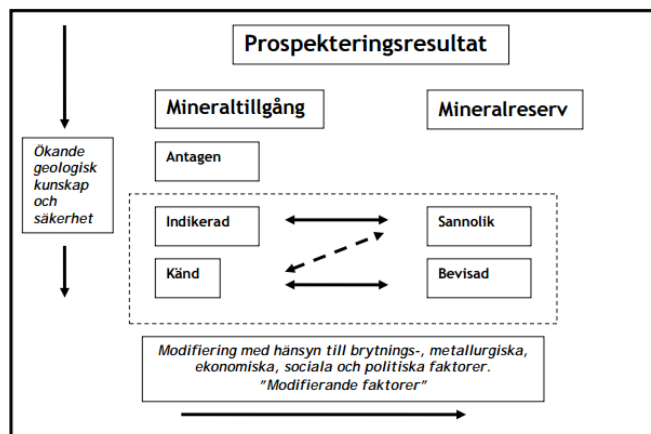 Prospekteringsresultat
Mineraltillgång
Mineralreserv
Ökande
geologisk
kunskap
och
säkerhet
Antagen
Indikerad
Sannolik
Känd
Bevisad
Modifiering med hänsyn till brytnings-, metallurgiska,
ekonomiska, sociala och politiska faktorer.
"Modifierande faktorer"